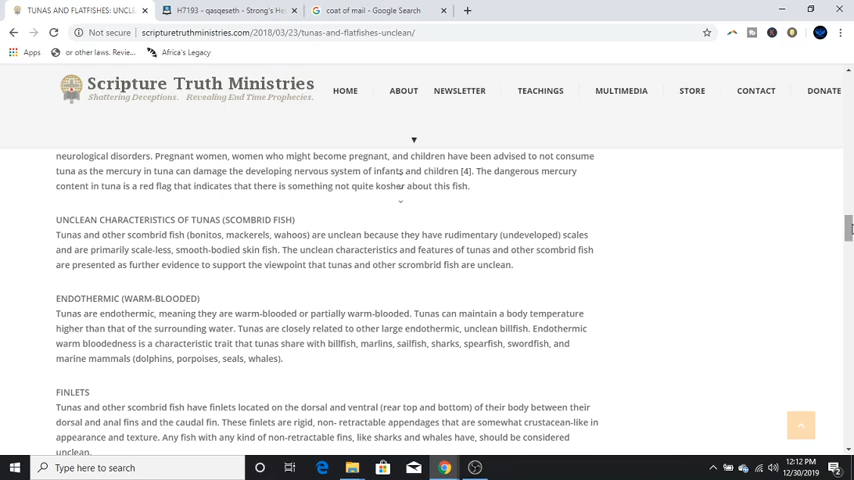 TUNAS AND FLATFISHES: UNCLE
H7193 - qasqeseth - Strong's He
coat of mail - Google Search
Not secure | scripturetruthministries.com/2018/03/23/tunas-and-flatfishes-unclean/
Apps
or other laws. Revie...
Africa's Legacy
Scripture Truth Ministries
Shattering Deceptions. Revealing End Time Prophecies.
HOME ABOUT NEWSLETTER TEACHINGS MULTIMEDIA STORE CONTACT DONATE
neurological disorders. Pregnant women, women who might become pregnant, and children have been advised to not consume
tuna as the mercury in tuna can damage the developing nervous system of infants and children [4]. The dangerous mercury
content in tuna is a red flag that indicates that there is something not quite kosher about this fish.
UNCLEAN CHARACTERISTICS OF TUNAS (SCOMBRID FISH)
Tunas and other scombrid fish (bonitos, mackerels, wahoos) are unclean because they have rudimentary (undeveloped) scales
and are primarily scale-less, smooth-bodied skin fish. The unclean characteristics and features of tunas and other scombrid fish
are presented as further evidence to support the viewpoint that tunas and other scrombrid fish are unclean.
ENDOTHERMIC (WARM-BLOODED)
Tunas are endothermic, meaning they are warm-blooded or partially warm-blooded. Tunas can maintain a body temperature
higher than that of the surrounding water. Tunas are closely related to other large endothermic, unclean billfish. Endothermic
warm bloodedness is a characteristic trait that tunas share with billfish, marlins, sailfish, sharks, spearfish, swordfish, and
marine mammals (dolphins, porpoises, seals, whales).
FINLETS
Tunas and other scombrid fish have finlets located on the dorsal and ventral (rear top and bottom) of their body between their
dorsal and anal fins and the caudal fin. These finlets are rigid, non- retractable appendages that are somewhat crustacean-like in
appearance and texture. Any fish with any kind of non-retractable fins, like sharks and whales have, should be considered
unclean.
Type here to search
12:12 PM
12/30/2019
2